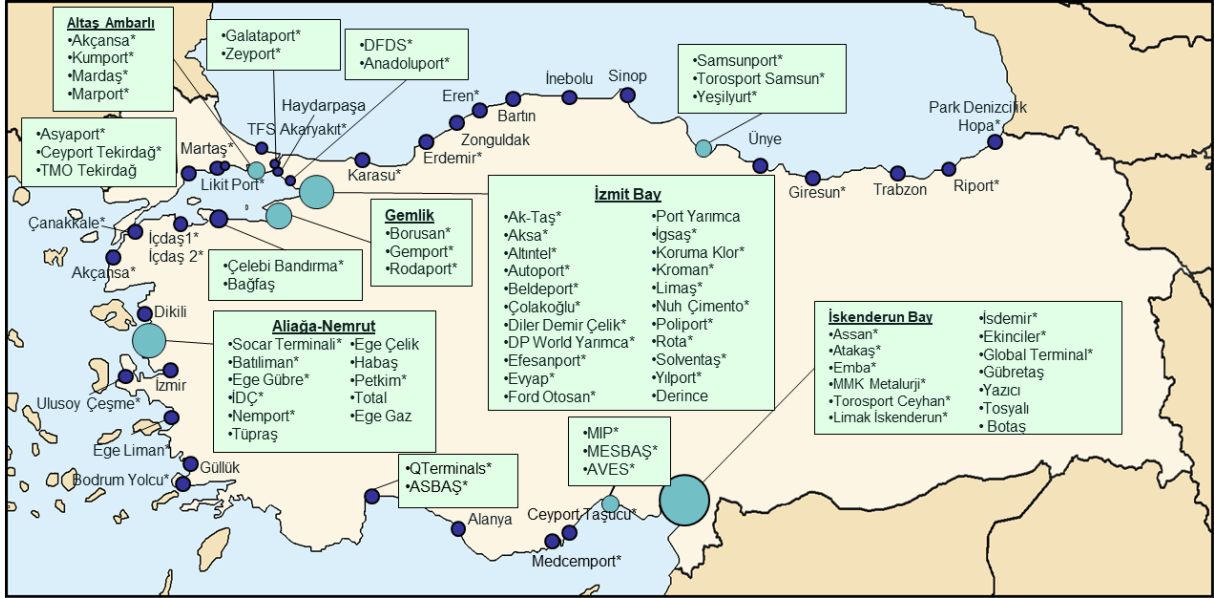 Altaş Ambarlı
•Akçansa*
•Kumport*
•Mardaş*
•Marport*
•Galataport*
•Zeyport*
•DFDS*
•Anadoluport*
•Samsunport*
•Torosport Samsun*
•Yeşilyurt*
•Asyaport*
•Ceyport Tekirdağ*
•TMO Tekirdağ
Haydarpaşa
TFS Akaryakıt*
Martaş*
Likit Port*
Karasu*
Erdemir*
Zonguldak
Eren*
Bartın
İnebolu
Sinop
Ünye
Giresun*
Trabzon
Riport*
Park Denizcilik
Hopa*
Çanakkale*
İçdaş1*
İçdaş 2*
Akçansa*
•Çelebi Bandırma*
•Bağfaş
Gemlik
•Borusan*
•Gemport*
•Rodaport*
İzmit Bay
•Ak-Taş*
•Aksa*
•Altıntel*
•Autoport*
•Beldeport*
•Çolakoğlu*
•Diler Demir Çelik*
•DP World Yarımca*
•Efesanport*
•Evyap*
•Ford Otosan*
•Port Yarımca
•İgsaş*
•Koruma Klor*
•Kroman*
•Limaş*
•Nuh Çimento*
•Poliport*
•Rota*
•Solventaş*
•Yılport*
•Derince
Dikili
Aliağa-Nemrut
•Socar Terminali*
•Batıliman*
•Ege Gübre*
•İDÇ*
•Nemport*
•Tüpraş
•Ege Çelik
•Habaş
•Petkim*
•Total
•Ege Gaz
İzmir
Ulusoy Çeşme*
Ege Liman*
Güllük
Bodrum Yolcu*
•QTerminals*
•ASBAŞ*
Alanya
Ceyport Taşucu*
Medcemport*
•MIP*
•MESBAŞ*
•AVES*
İskenderun Bay
•Assan*
•Atakaş*
•Emba*
•MMK Metalurji*
•Torosport Ceyhan*
•Limak İskenderun*
•İsdemir*
•Ekinciler*
•Global Terminal*
•Gübretaş
•Yazıcı
•Tosyalı
• Botaş